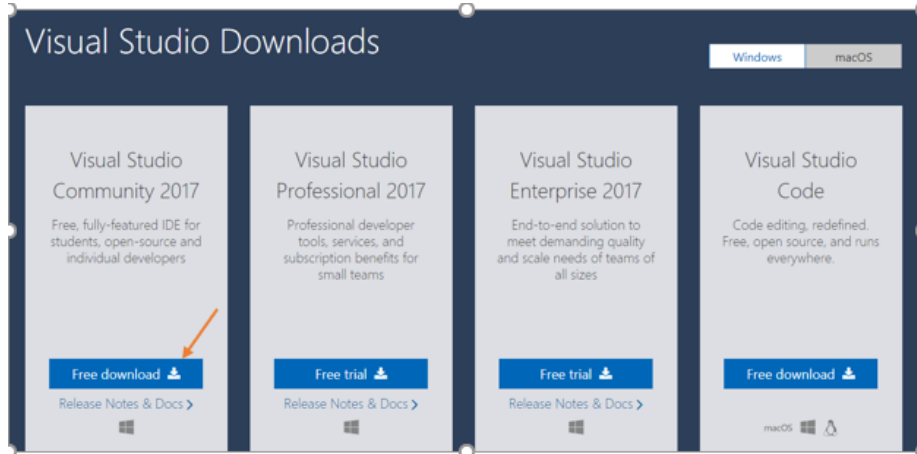 Visual Studio Downloads
Windows
macOS
Visual Studio
Community 2017
Free, fully-featured IDE for
students, open-source and
individual developers
Free download
Release Notes & Docs
Visual Studio
Professional 2017
Professional developer
tools, services, and
subscription benefits for
small teams
Free trial
Release Notes & Docs
Visual Studio
Enterprise 2017
End-to-end solution to
meet demanding quality
and scale needs of teams of
all sizes
Free trial
Release Notes & Docs
Visual Studio
Code
Code editing, redefined.
Free, open source, and runs
everywhere.
Free download
macOS